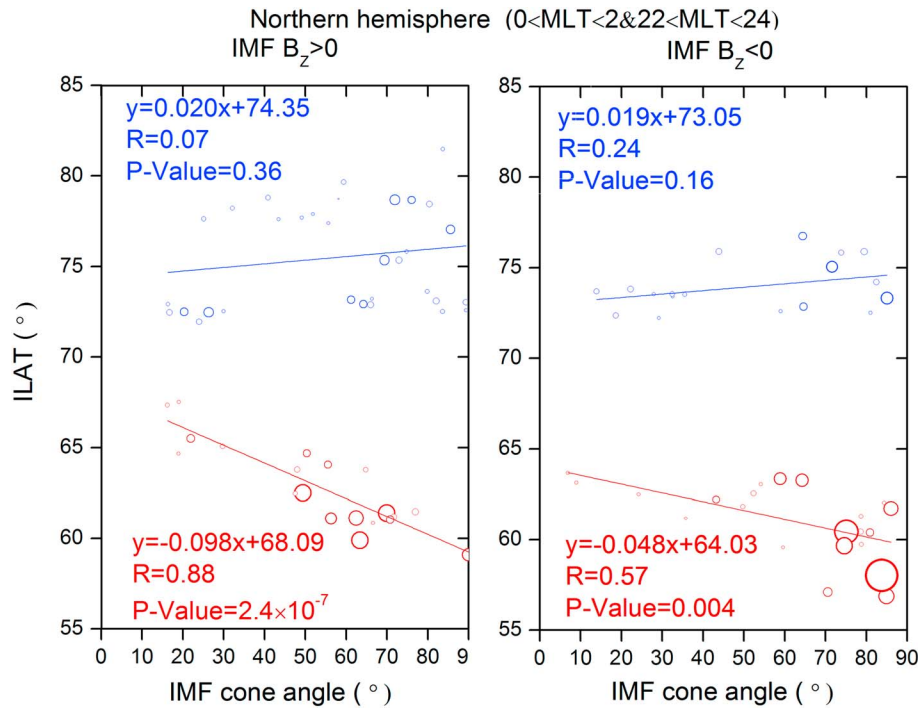 Northern hemisphere (0<MLT<2&22<MLT<24)
IMF B_Z>0
IMF B_Z<0
ILAT ( ° )
85
80
75
70
65
60
55
y=0.020x+74.35
R=0.07
P-Value=0.36
y=-0.098x+68.09
R=0.88
P-Value=2.4×10⁻⁷
0 10 20 30 40 50 60 70 80 90
IMF cone angle ( ° )
85
80
75
70
65
60
55
y=0.019x+73.05
R=0.24
P-Value=0.16
y=-0.048x+64.03
R=0.57
P-Value=0.004
0 10 20 30 40 50 60 70 80 90
IMF cone angle ( ° )